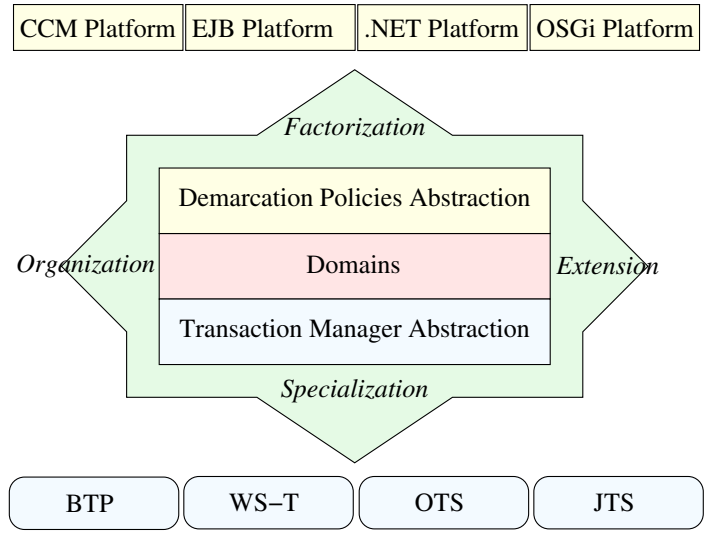 CCM Platform EJB Platform .NET Platform OSGi Platform
Factorization
Demarcation Policies Abstraction
Organization Domains Extension
Transaction Manager Abstraction
Specialization
BTP WS−T OTS JTS